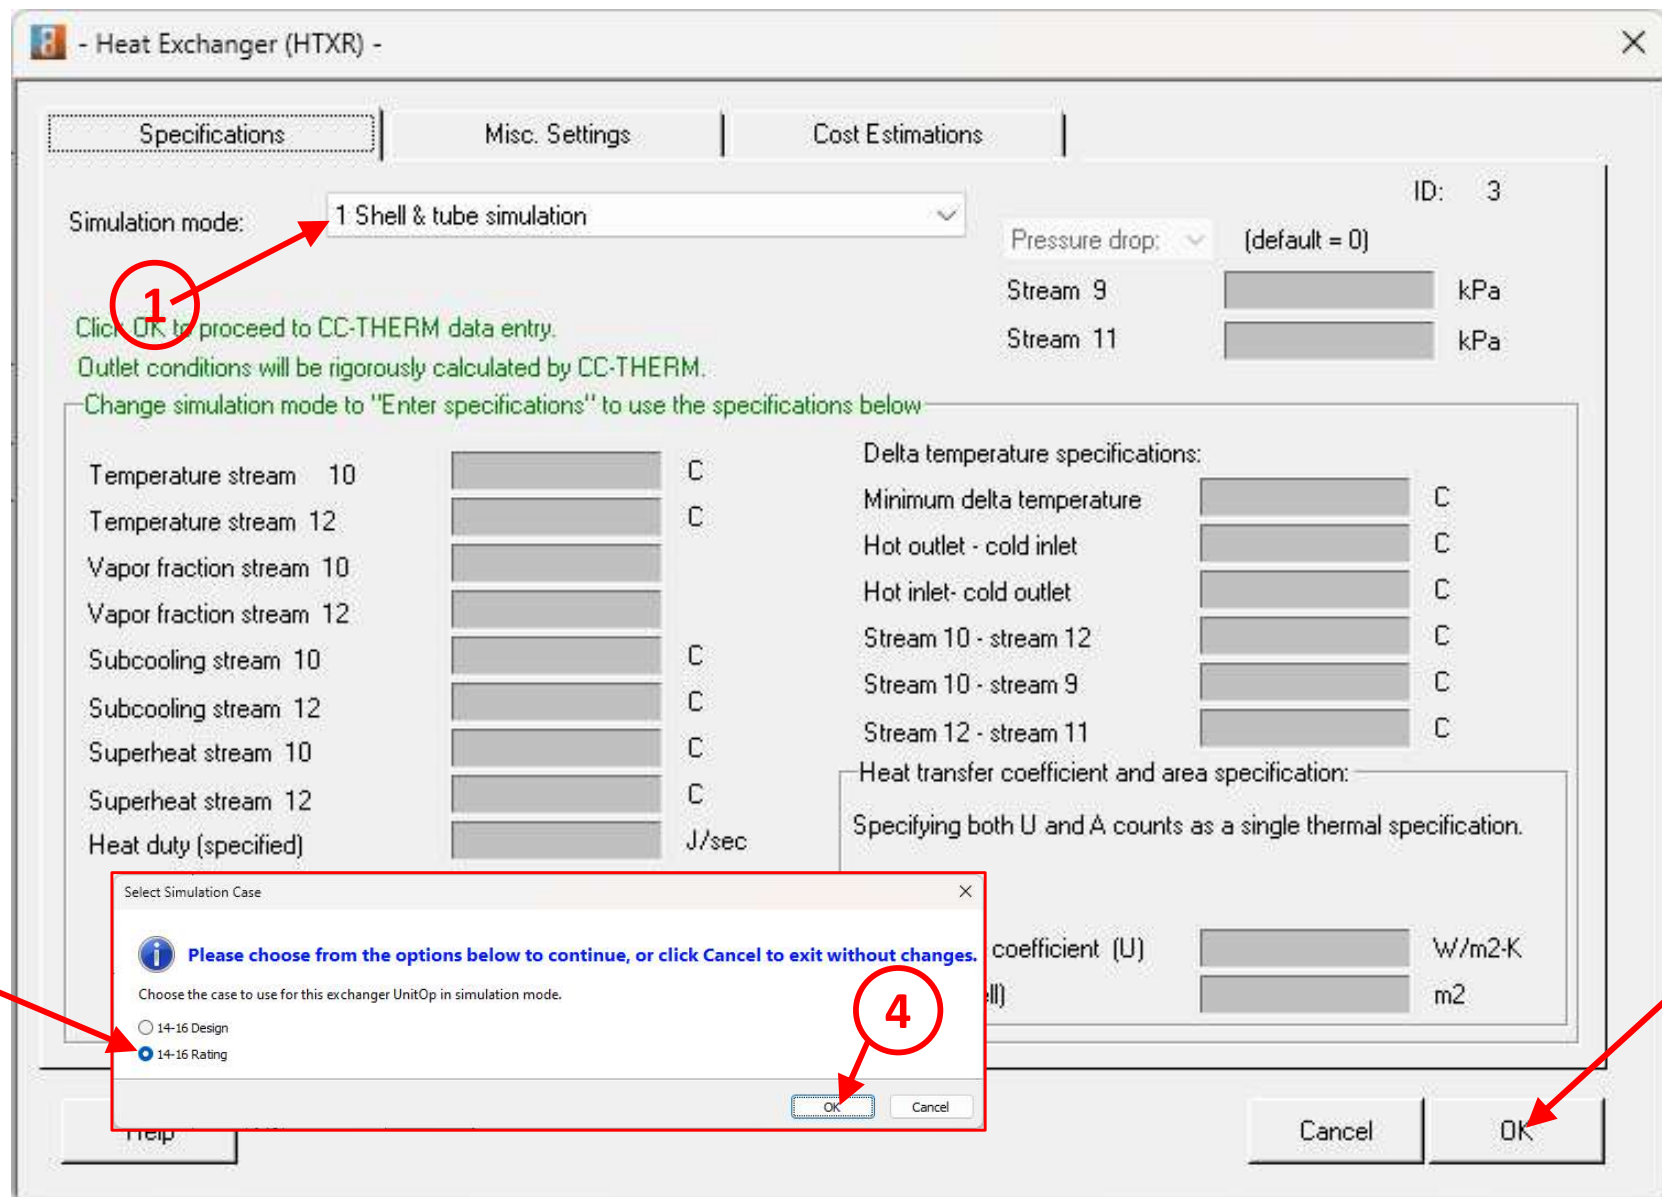 - Heat Exchanger (HTXR) -
Specifications
Misc. Settings
Cost Estimations
ID: 3
Simulation mode:
1 Shell & tube simulation
Pressure drop:
(default = 0)
1
Stream 9
kPa
Click OK to proceed to CC-THERM data entry.
Stream 11
kPa
Outlet conditions will be rigorously calculated by CC-THERM.
Change simulation mode to "Enter specifications" to use the specifications below
Temperature stream 10
C
Temperature stream 12
C
Vapor fraction stream 10
Vapor fraction stream 12
Subcooling stream 10
C
Subcooling stream 12
C
Superheat stream 10
C
Superheat stream 12
C
Heat duty (specified)
J/sec
Delta temperature specifications:
Minimum delta temperature
C
Hot outlet - cold inlet
C
Hot inlet- cold outlet
C
Stream 10 - stream 12
C
Stream 10 - stream 9
C
Stream 12 - stream 11
C
Heat transfer coefficient and area specification:
Specifying both U and A counts as a single thermal specification.
coefficient (U)
W/m2-K
m2
Select Simulation Case
Please choose from the options below to continue, or click Cancel to exit without changes.
Choose the case to use for this exchanger UnitOp in simulation mode.
4
14-16 Design
14-16 Rating
OK
Cancel
Help
Cancel
OK